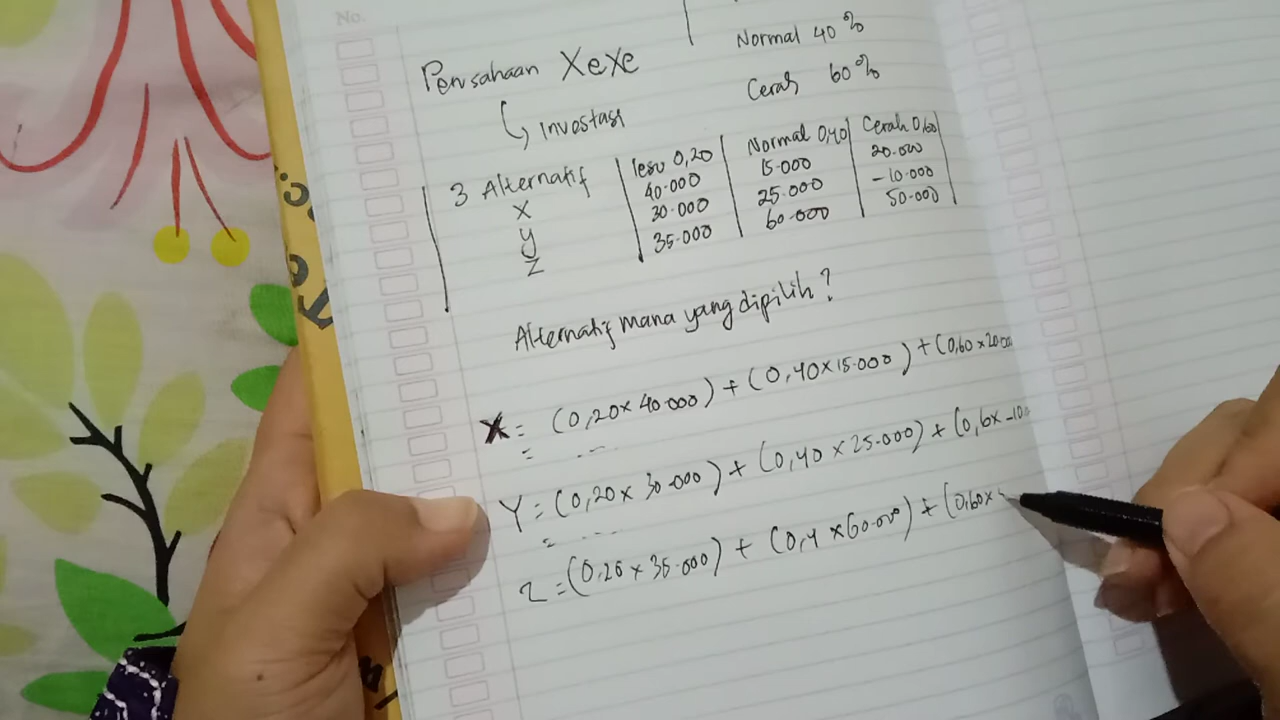 No.
Normal 40%
Perusahaan XeXe
Cerah 60%
Investasi
3 Alternatif | lesu 0,20 | Normal 0,40 | Cerah 0,60
X 40.000 15.000 20.000
y 30.000 25.000 -10.000
z 35.000 60.000 50.000
Alternatif mana yang dipilih?
X = (0,20 x 40.000) + (0,40 x 15.000) + (0,60 x 20.000
= ...
Y = (0,20 x 30.000) + (0,40 x 25.000) + (0,6 x -10.
= ....
Z = (0,20 x 35.000) + (0,4 x 60.000) + (0,60 x